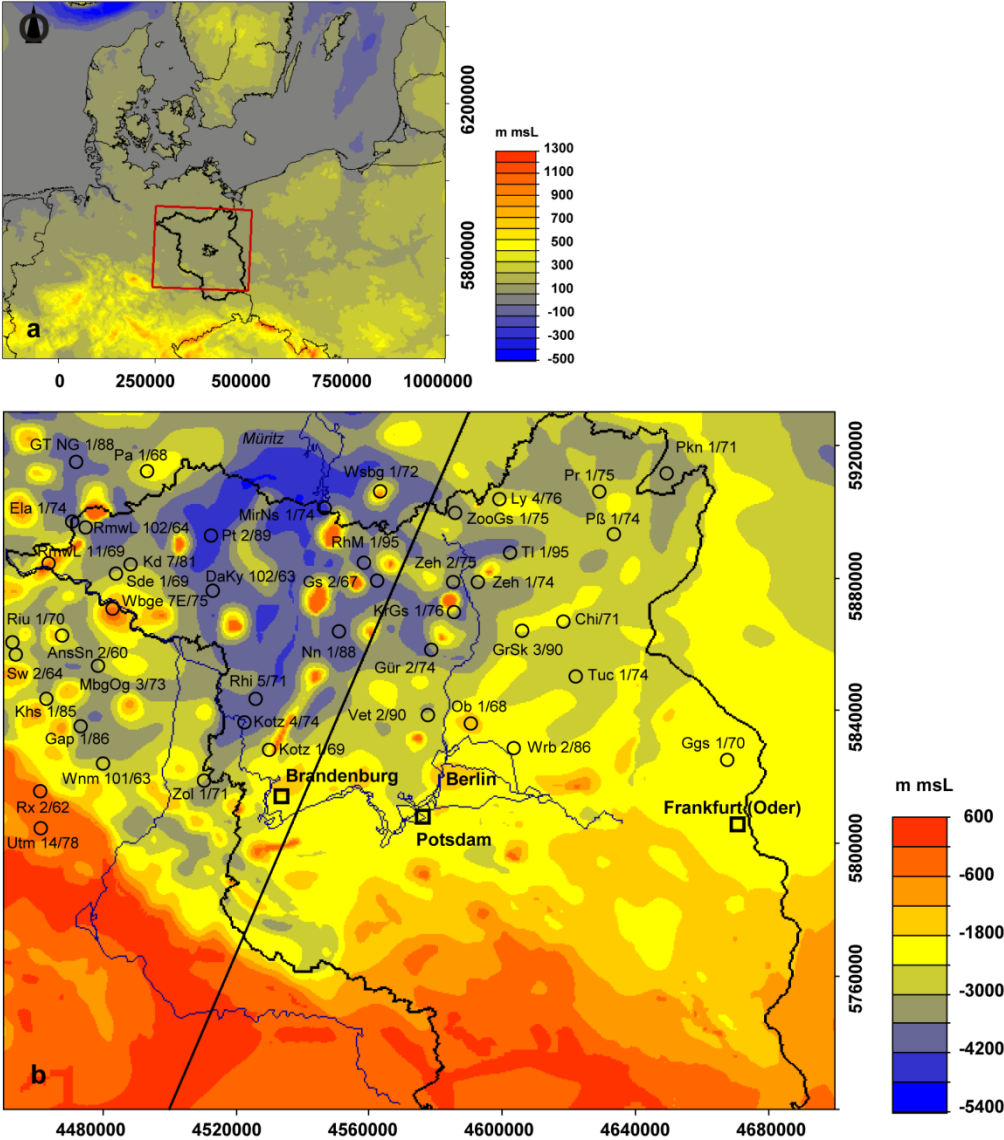 6200000
5800000
m msL
1300
1100
900
700
500
300
100
-100
-300
-500
a
0 250000 500000 750000 1000000
GT NG 1/88
Pa 1/68
Müritz
Wsbg 1/72
Pkn 1/71
Pr 1/75
Ly 4/76
Ela 1/74
RmwL 102/64
MirNs 1/74
ZooGs 1/75
Pß 1/74
Pt 2/89
RhM 1/95
Tl 1/95
RmwL 11/69
Kd 7/81
Zeh 2/75
Sde 1/69
DaKy 102/63
Gs 2/67
Zeh 1/74
Wbge 7E/75
KrGs 1/76
Riu 1/70
Chi/71
AnsSn 2/60
Nn 1/88
GrSk 3/90
Sw 2/64
MbgOg 3/73
Gür 2/74
Rhi 5/71
Tuc 1/74
Khs 1/85
Vet 2/90
Ob 1/68
Gap 1/86
Kotz 4/74
Kotz 1/69
Wrb 2/86
Ggs 1/70
Wnm 101/63
Zol 1/71
Brandenburg
Berlin
Rx 2/62
Frankfurt (Oder)
Utm 14/78
Potsdam
b
5920000
5880000
5840000
5800000
5760000
4480000 4520000 4560000 4600000 4640000 4680000
m msL
600
-600
-1800
-3000
-4200
-5400